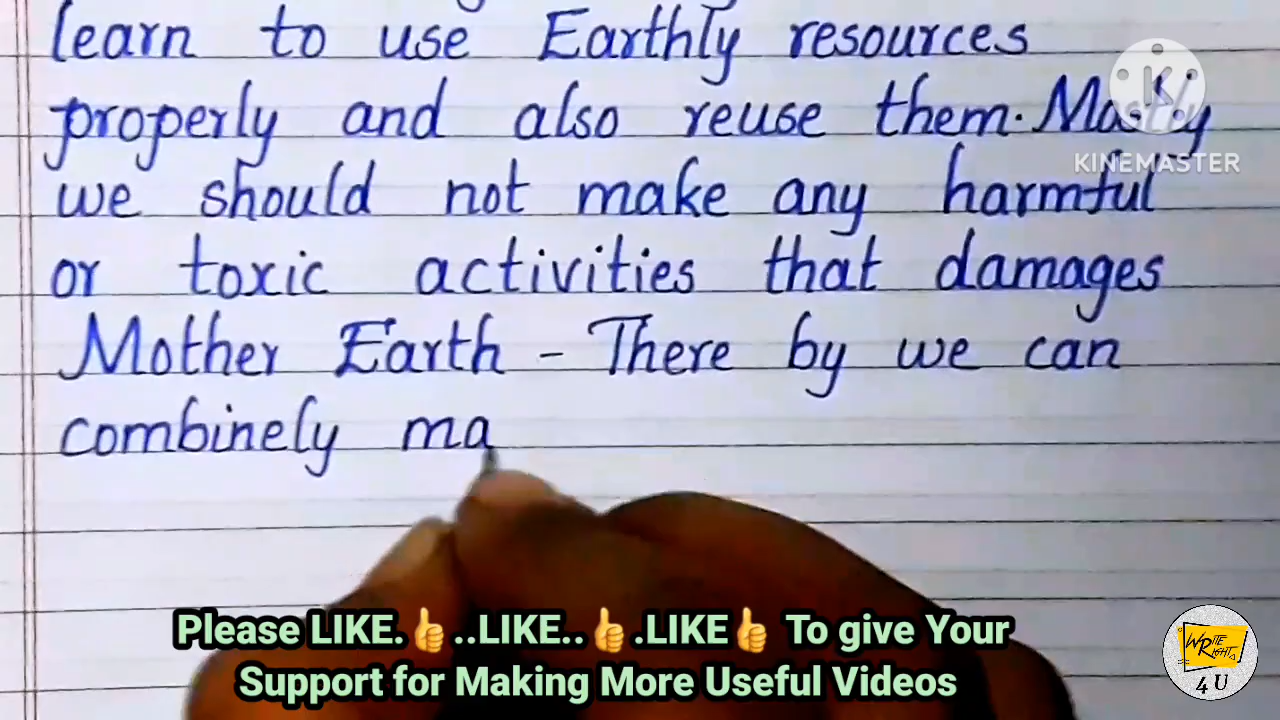 learn to use Earthly resources
properly and also reuse them. Mostly
we should not make any harmful
or toxic activities that damages
Mother Earth - There by we can
combinely ma
KINEMASTER
Please LIKE.👍..LIKE..👍.LIKE👍 To give Your
Support for Making More Useful Videos
WRITE
RIGHT
4 U